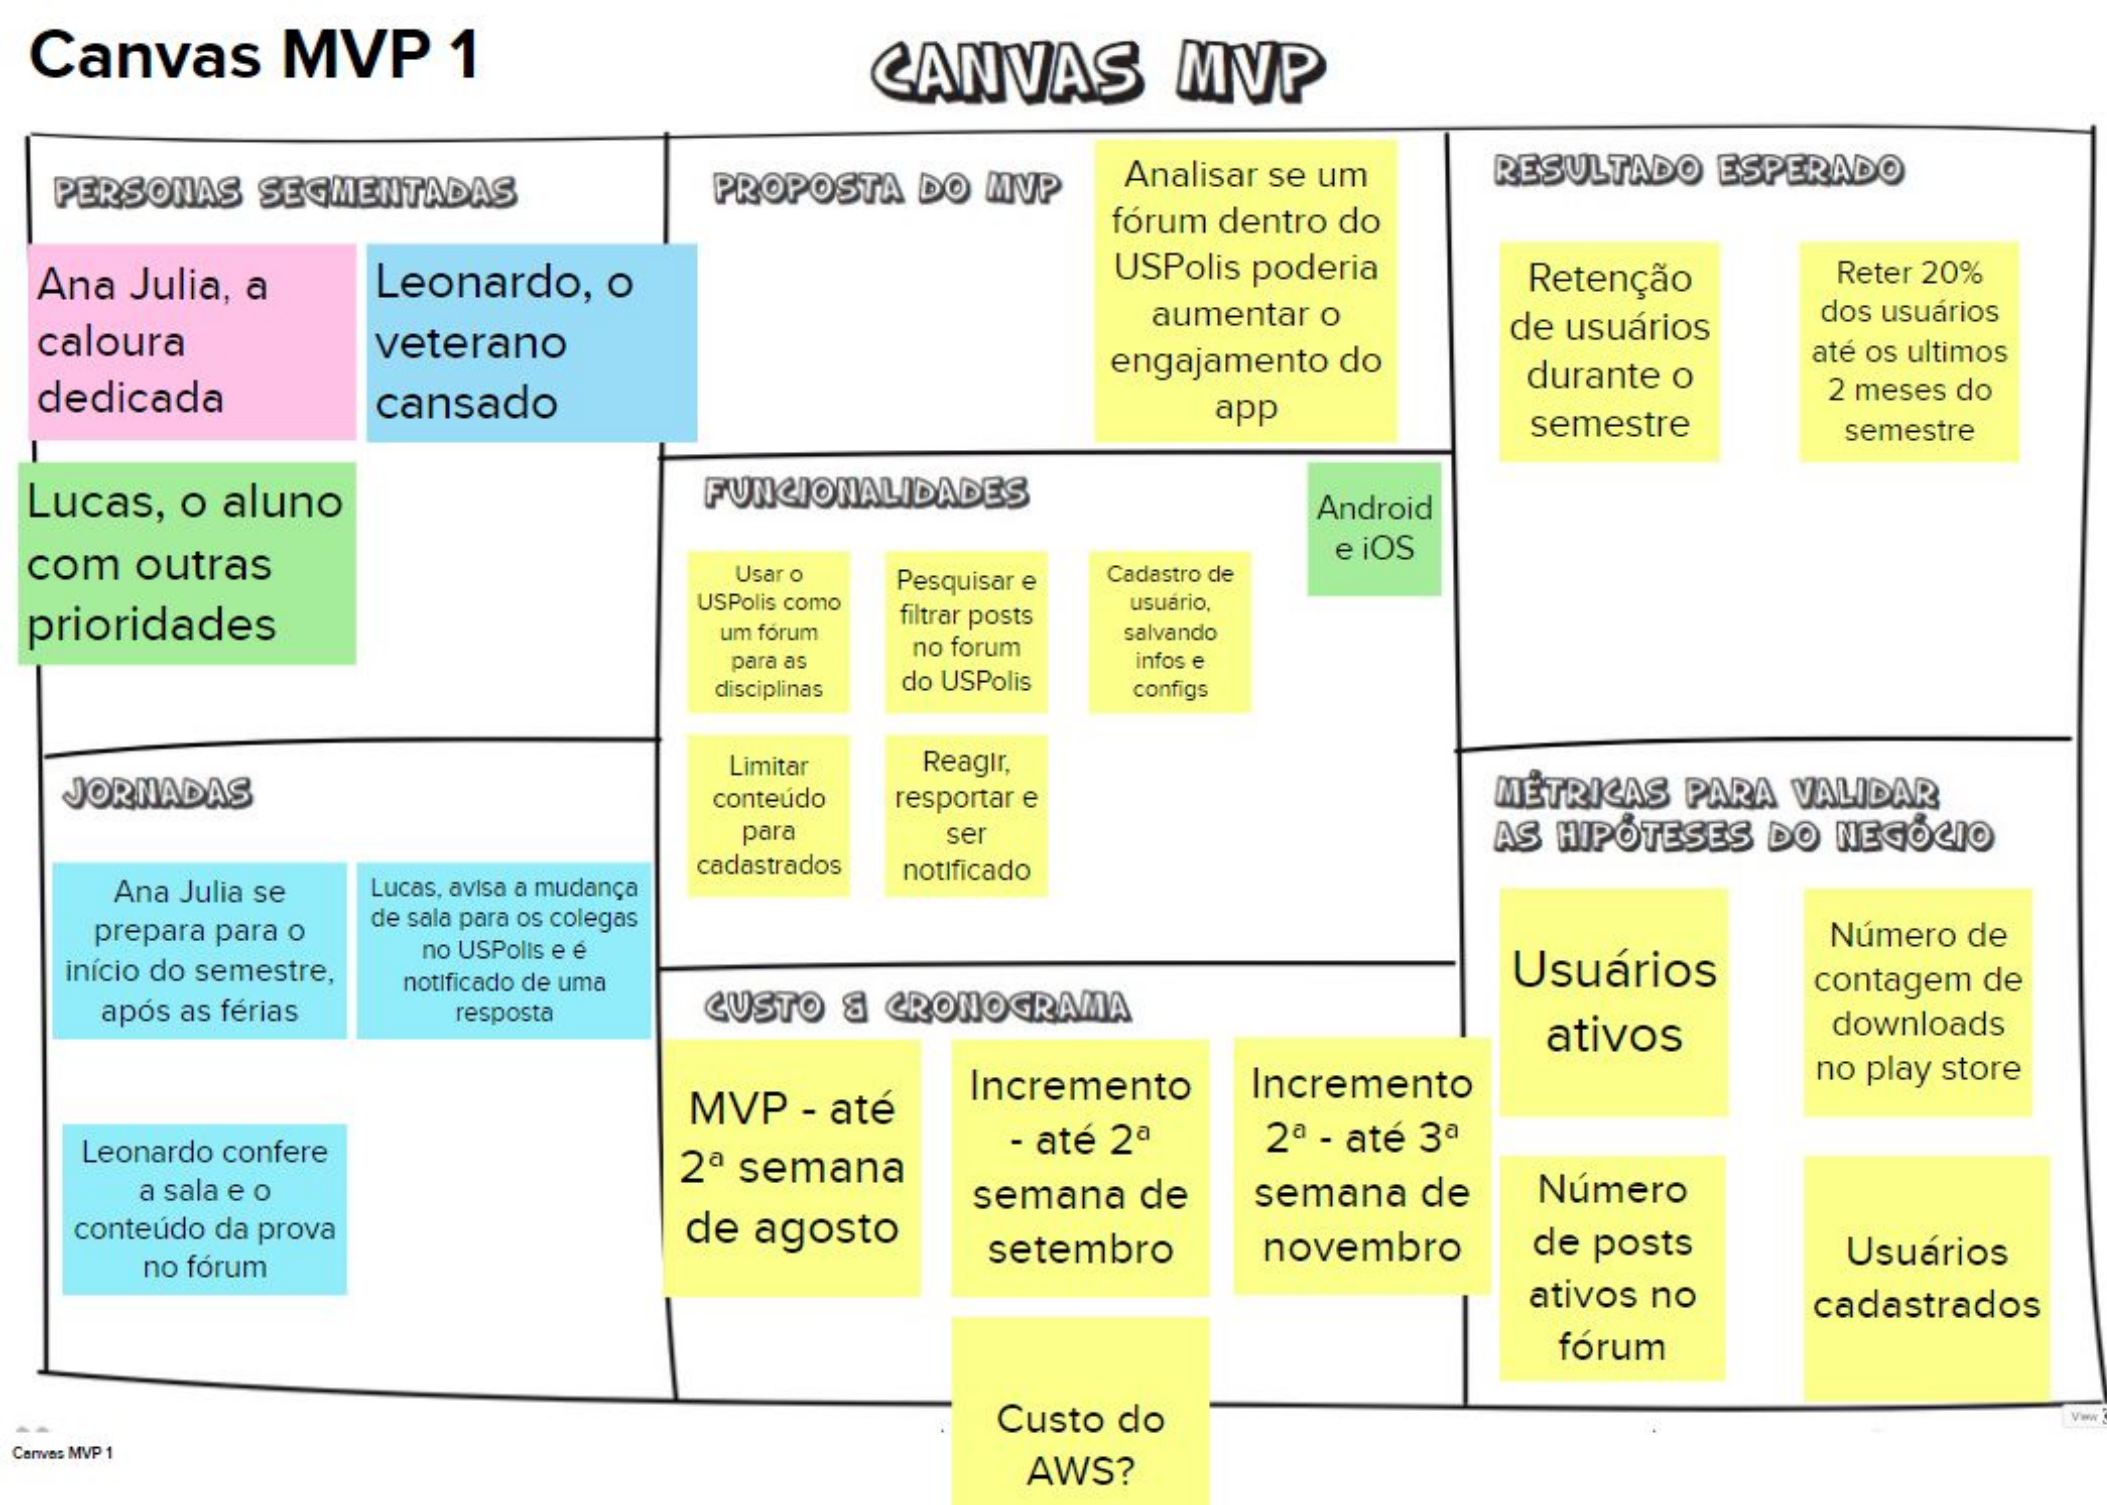 Canvas MVP 1
CANVAS MVP
PERSONAS SEGMENTADAS
Ana Julia, a
caloura
dedicada
Leonardo, o
veterano
cansado
Lucas, o aluno
com outras
prioridades
PROPOSTA DO MVP
Analisar se um
fórum dentro do
USPolis poderia
aumentar o
engajamento do
app
RESULTADO ESPERADO
Retenção
de usuários
durante o
semestre
Reter 20%
dos usuários
até os ultimos
2 meses do
semestre
FUNCIONALIDADES
Android
e iOS
Usar o
USPolis como
um fórum
para as
disciplinas
Pesquisar e
filtrar posts
no forum
do USPolis
Cadastro de
usuário,
salvando
infos e
configs
Limitar
conteúdo
para
cadastrados
Reagir,
resportar e
ser
notificado
JORNADAS
Ana Julia se
prepara para o
início do semestre,
após as férias
Lucas, avisa a mudança
de sala para os colegas
no USPolis e é
notificado de uma
resposta
Leonardo confere
a sala e o
conteúdo da prova
no fórum
CUSTO & CRONOGRAMA
MVP - até
2ª semana
de agosto
Incremento
- até 2ª
semana de
setembro
Incremento
2ª - até 3ª
semana de
novembro
Custo do
AWS?
MÉTRICAS PARA VALIDAR
AS HIPÓTESES DO NEGÓCIO
Usuários
ativos
Número de
contagem de
downloads
no play store
Número
de posts
ativos no
fórum
Usuários
cadastrados
View
Canvas MVP 1